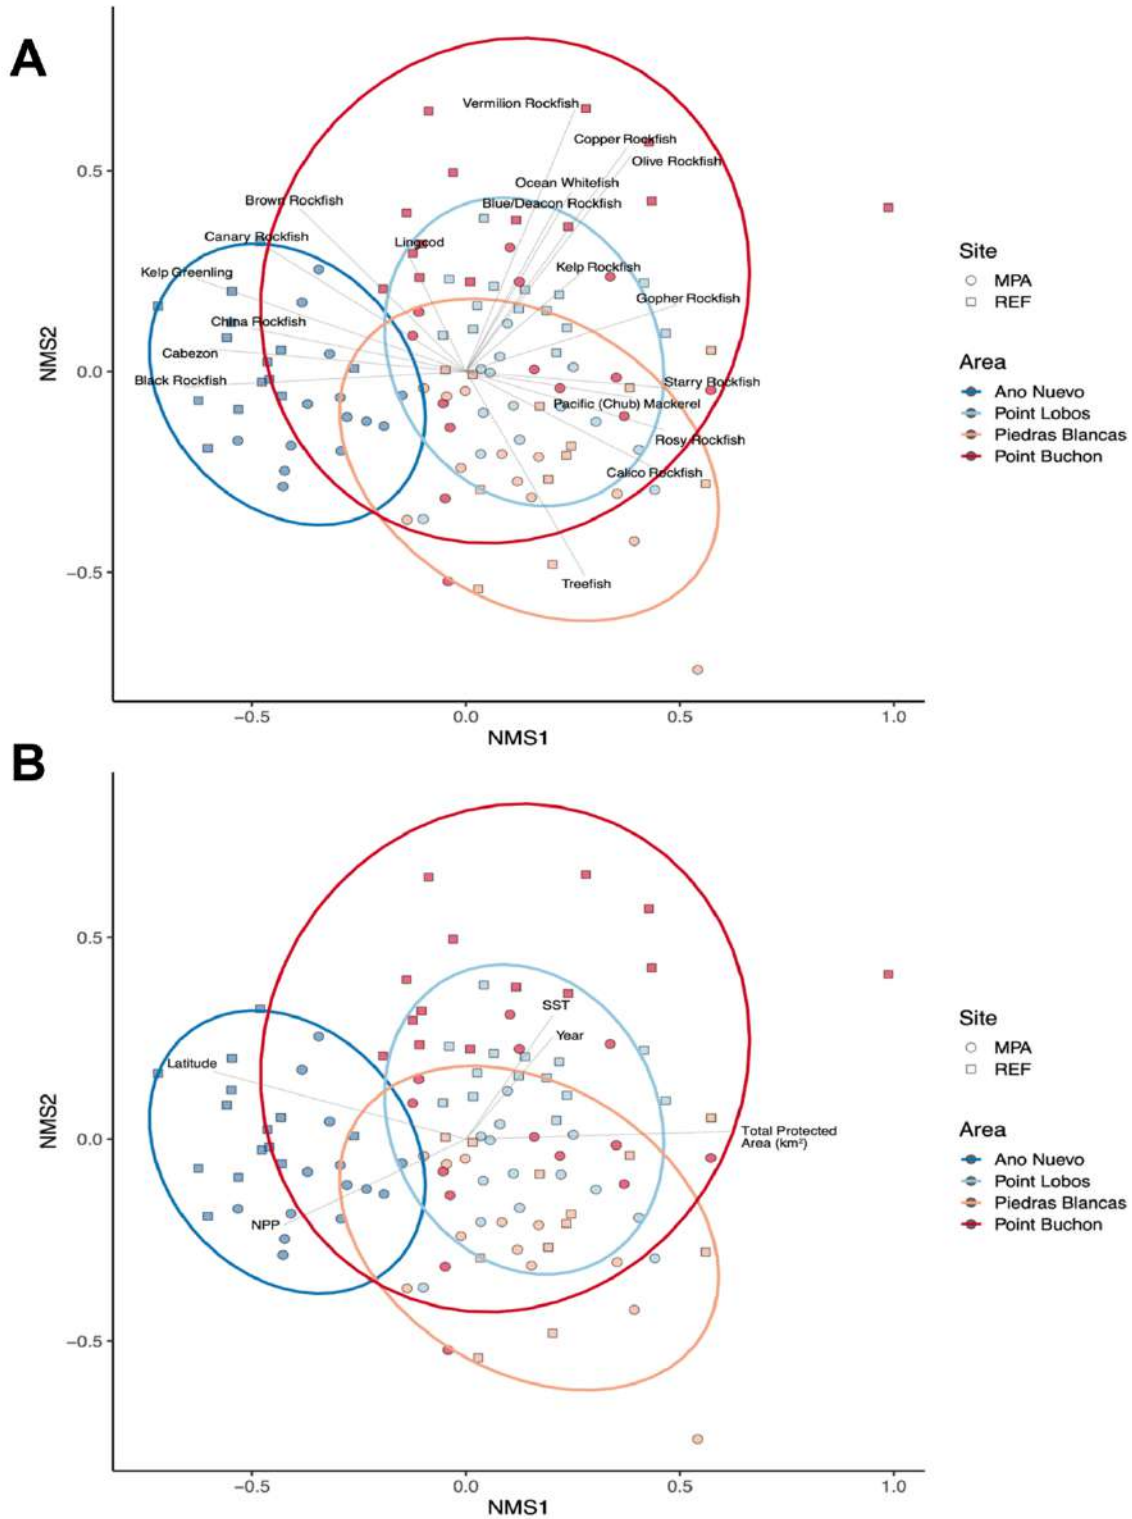 A
Vermilion Rockfish
Copper Rockfish
Olive Rockfish
Ocean Whitefish
Brown Rockfish
Blue/Deacon Rockfish
Canary Rockfish
Lingcod
Kelp Greenling
Kelp Rockfish
Gopher Rockfish
China Rockfish
Cabezon
Black Rockfish
Starry Rockfish
Pacific (Chub) Mackerel
Rosy Rockfish
Calico Rockfish
Treefish
0.5
0.0
−0.5
NMS2
−0.5
0.0
0.5
1.0
NMS1
Site
MPA
REF
Area
Ano Nuevo
Point Lobos
Piedras Blancas
Point Buchon
B
SST
Year
Latitude
Total Protected
Area (km²)
NPP
0.5
0.0
−0.5
NMS2
−0.5
0.0
0.5
1.0
NMS1
Site
MPA
REF
Area
Ano Nuevo
Point Lobos
Piedras Blancas
Point Buchon